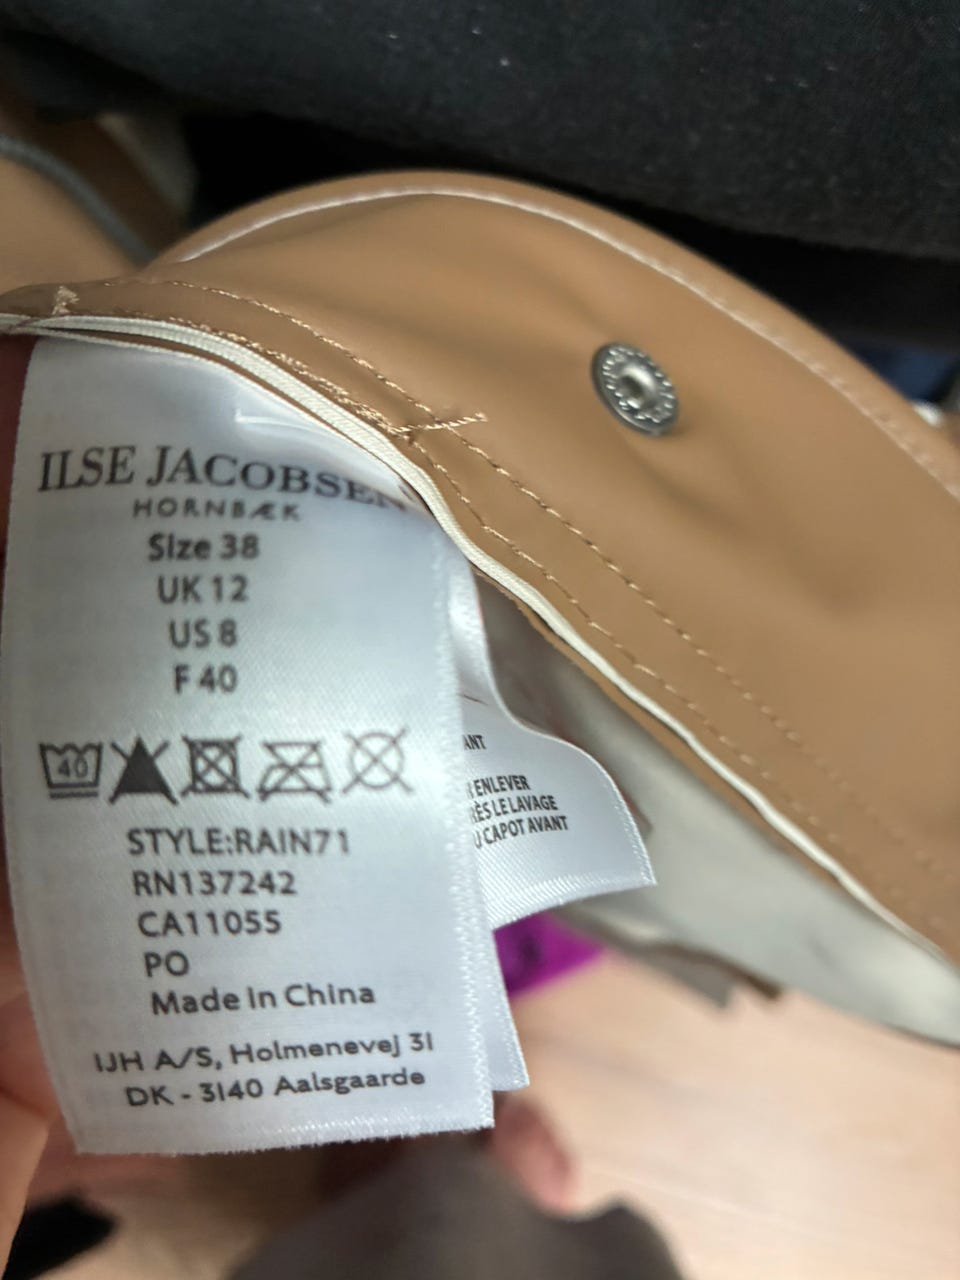 ILSE JACOBSEN
HORNBÆK
Size 38
UK 12
US 8
F 40
40
STYLE:RAIN71
RN137242
CA11055
PO
Made in China
IJH A/S, Holmenevej 31
DK - 3140 Aalsgaarde
ENLEVER
LE LAVAGE
CAPOT AVANT